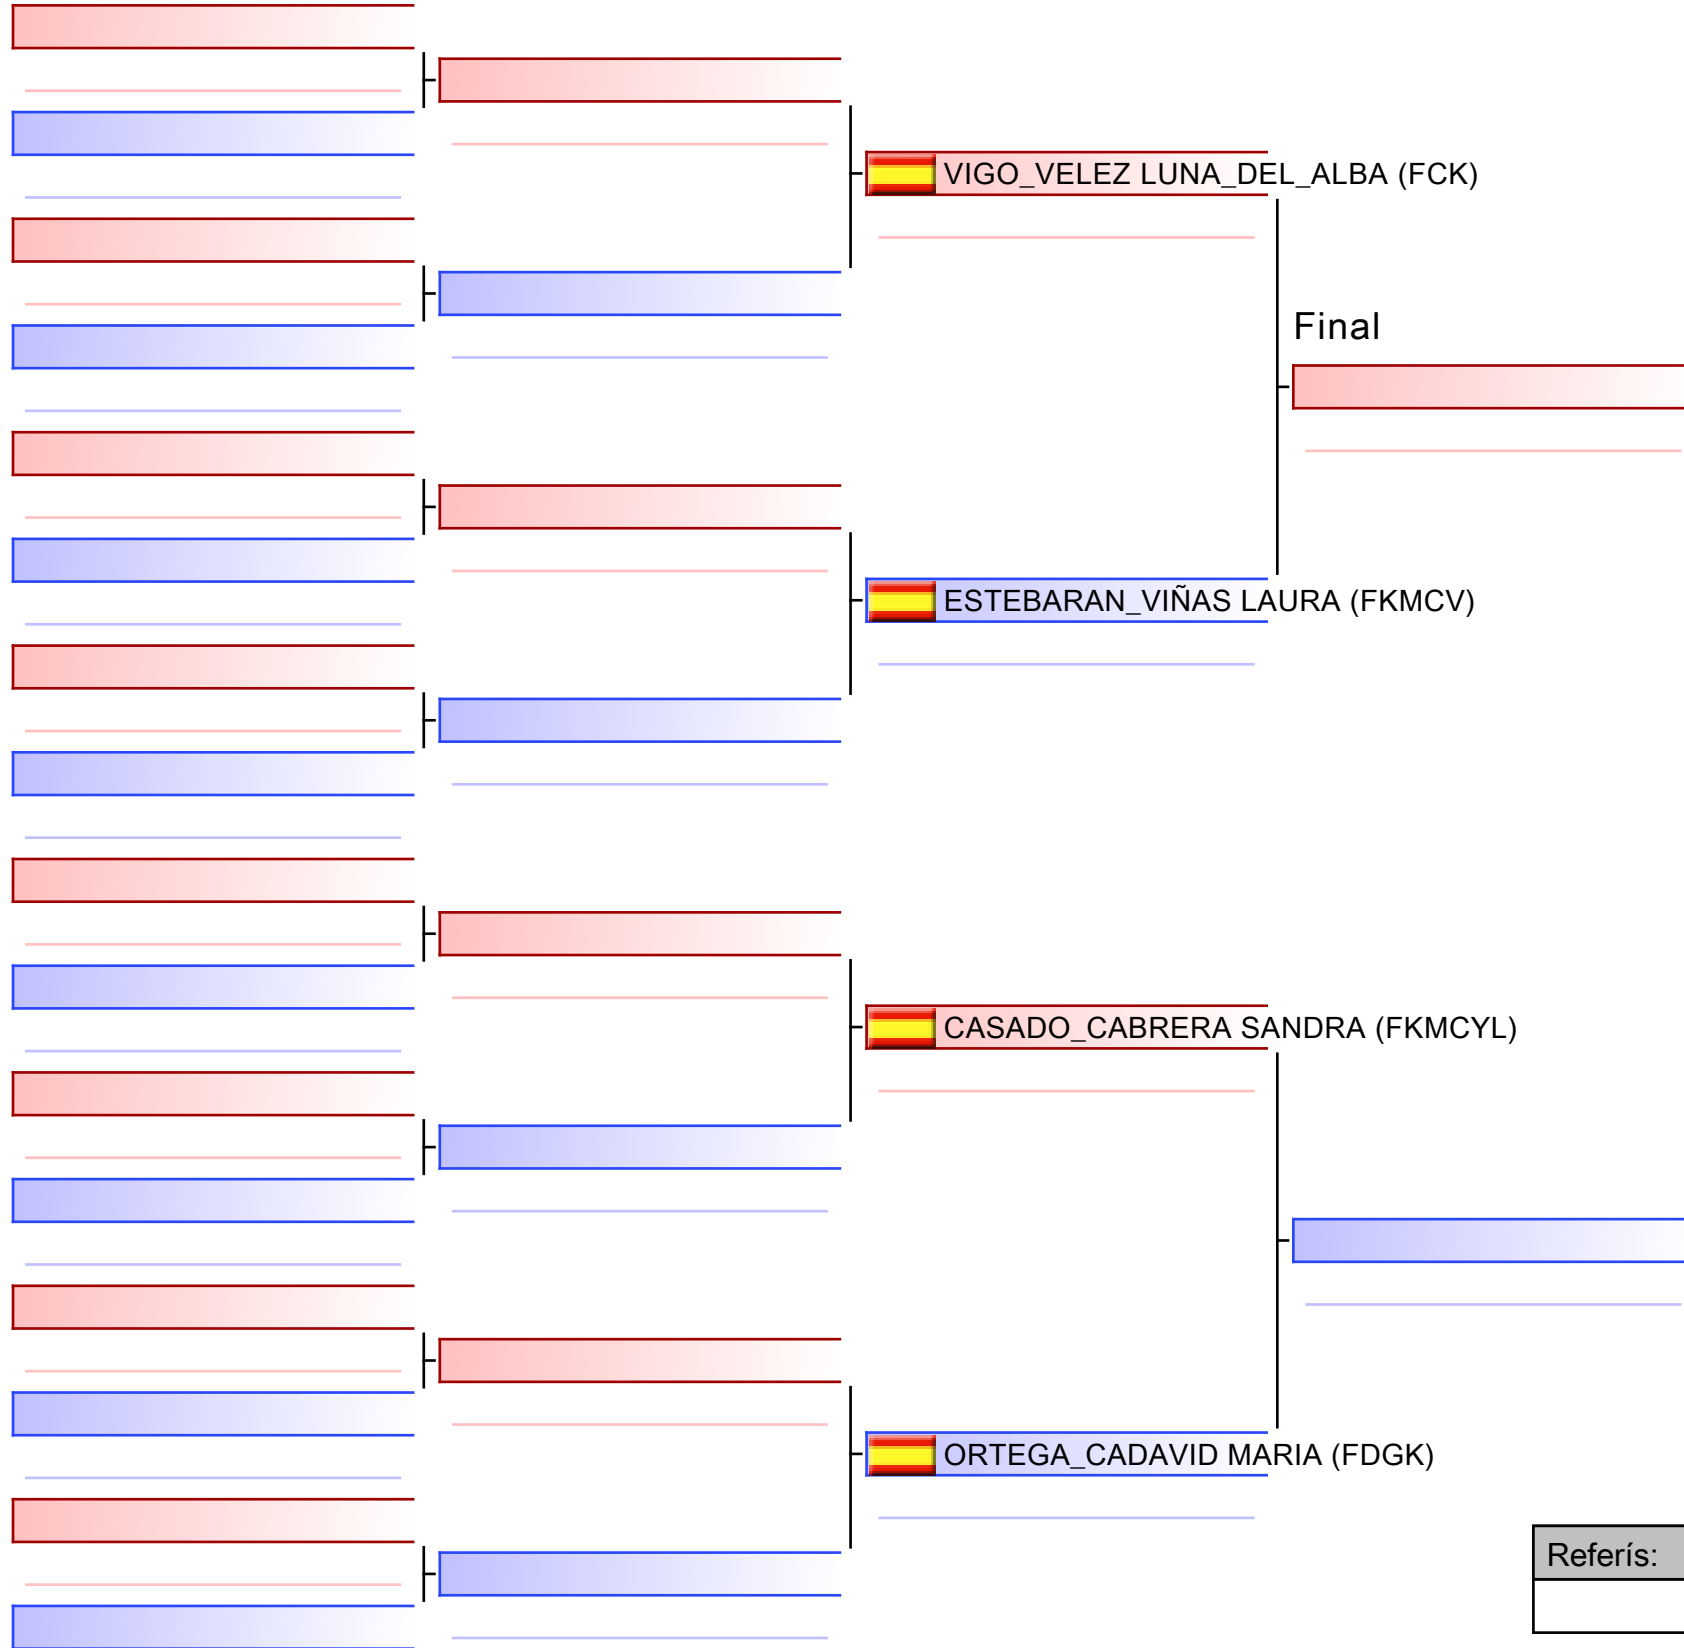 VIGO_VELEZ LUNA_DEL_ALBA (FCK)
Final
ESTEBARAN_VIÑAS LAURA (FKMCV)
CASADO_CABRERA SANDRA (FKMCYL)
ORTEGA_CADAVID MARIA (FDGK)
Referís: